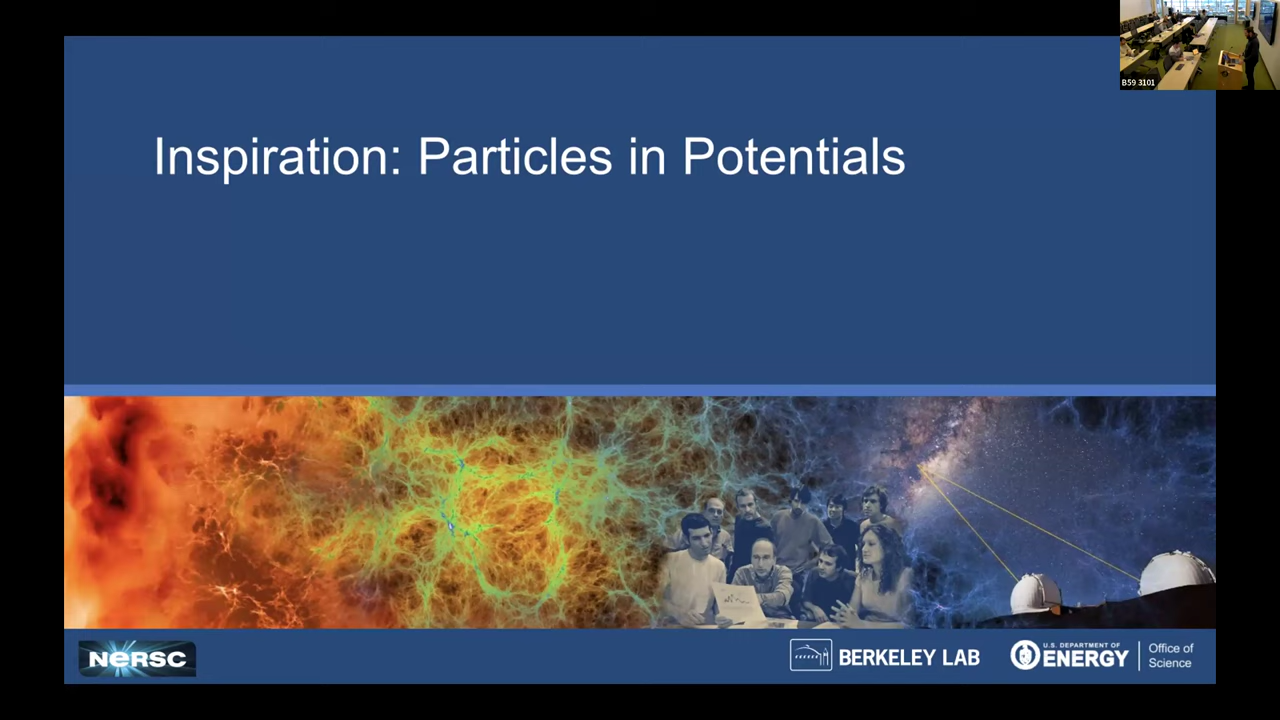 B59 3101
Inspiration: Particles in Potentials
NERSC
BERKELEY LAB
U.S. DEPARTMENT OF
ENERGY
Office of
Science